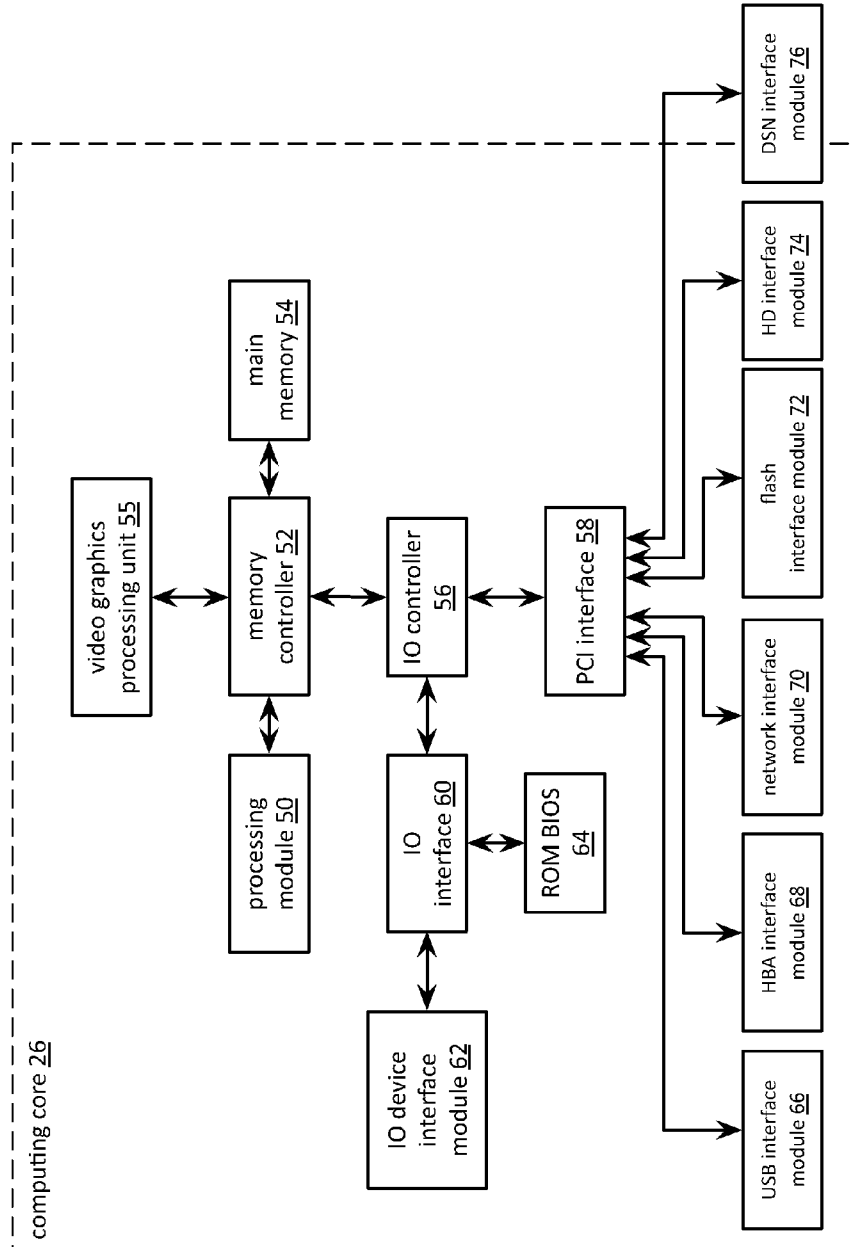 computing core 26
video graphics
processing unit 55
processing
module 50
memory
controller 52
main
memory 54
IO device
interface
module 62
IO
interface 60
IO controller
56
ROM BIOS
64
PCI interface 58
USB interface
module 66
HBA interface
module 68
network interface
module 70
flash
interface module 72
HD interface
module 74
DSN interface
module 76